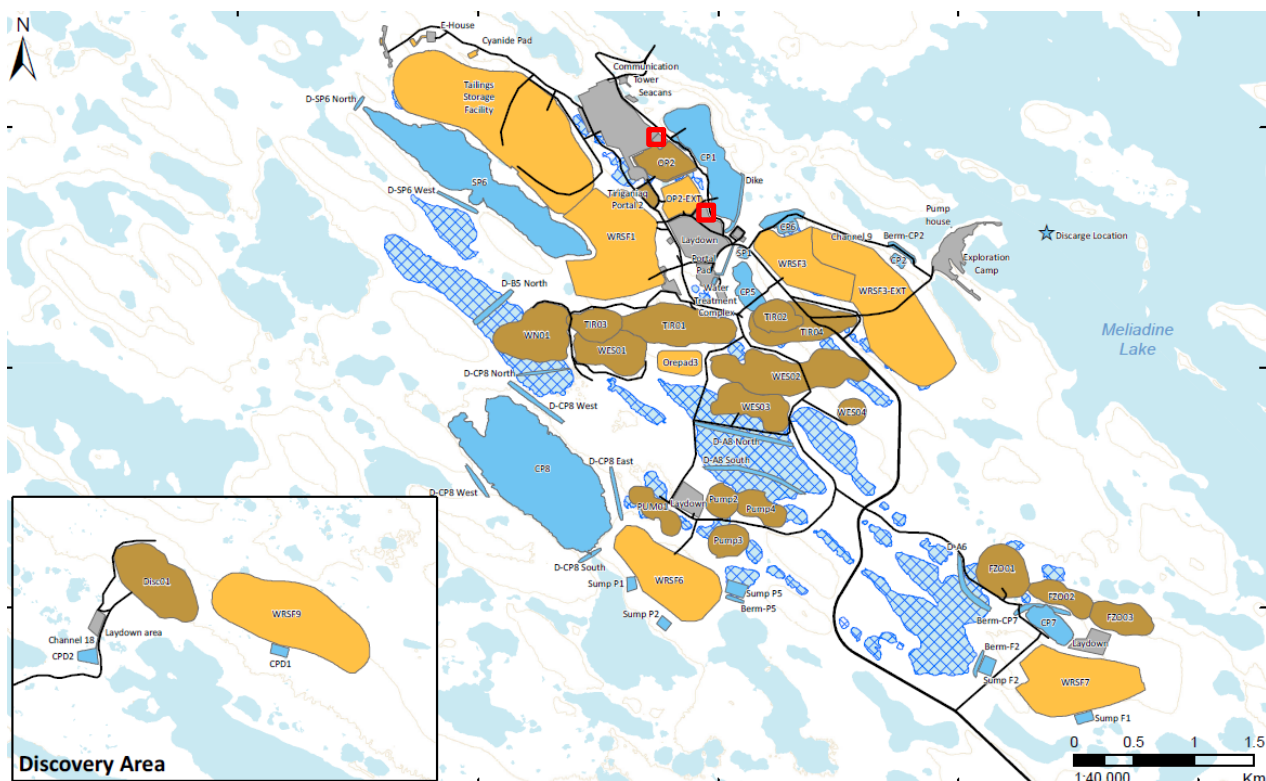 N
E-House
Cyanide Pad
Communication
Tower
Seacans
Tailings
Storage
Facility
D-SP6 North
CP1
OP2
SP6
D-SP6 West
Dike
Tiriganiaq
Portal 2
OP2-EXT
WRSF1
Laydown
CP6
Channel 9
Berm-CP2
Pump
house
Discarge Location
SP1
CP2
Exploration
Camp
WRSF3
Portal
Pad
WRSF3-EXT
D-B5 North
Water
Treatment
Complex
CP5
Meliadine
Lake
WN01
TIR03
TIR01
TIR02
TIR04
WES01
Orepad3
WES02
D-CP8 North
D-CP8 West
WES03
WES04
D-A8 North
D-A8 South
CP8
D-CP8 East
D-CP8 West
PUM03
Laydown
Pump2
Pump4
Pump3
D-CP8 South
Sump P1
WRSF6
Sump P5
Berm-P5
Sump P2
D-A6
FZO01
FZO02
FZO03
Berm-CP7
CP7
Laydown
Berm-F2
Sump F2
WRSF7
Sump F1
Disc01
WRSF9
Channel 18
Laydown area
CPD2
CPD1
Discovery Area
0 0.5 1 1.5
1:40,000 Km